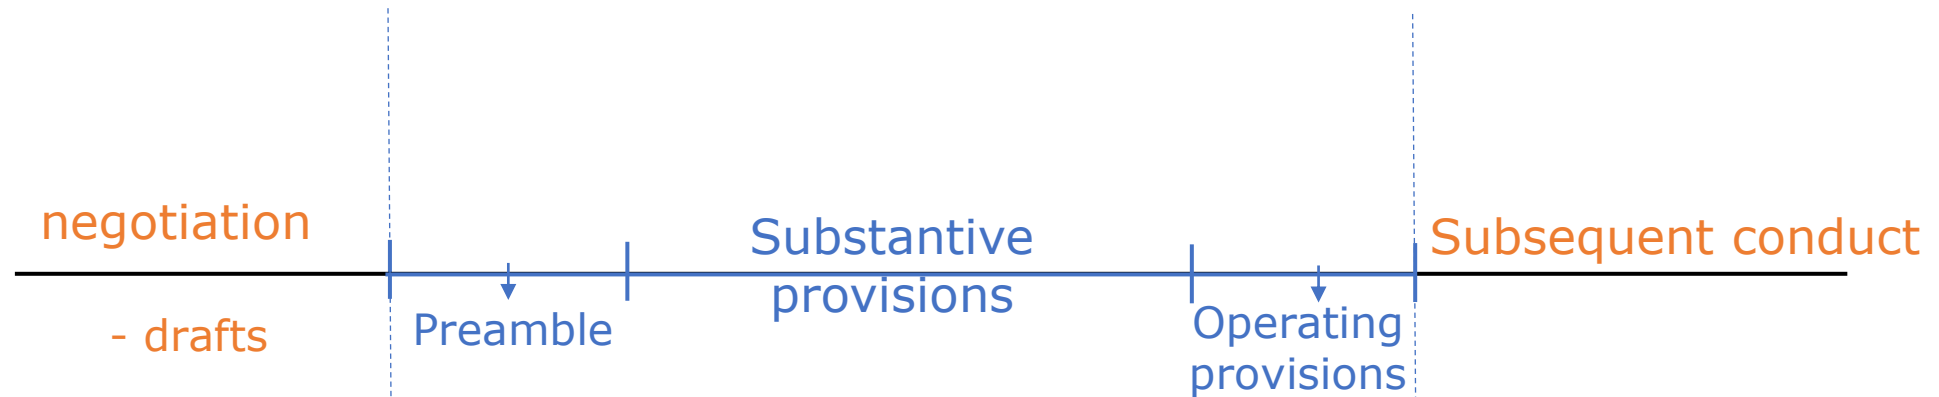 negotiation
- drafts
Preamble
Substantive
provisions
Operating
provisions
Subsequent conduct